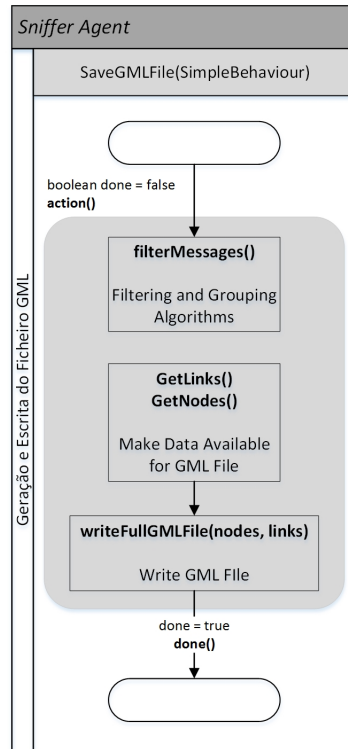 Sniffer Agent
SaveGMLFile(SimpleBehaviour)
Geração e Escrita do Ficheiro GML
boolean done = false
action()
filterMessages()
Filtering and Grouping
Algorithms
GetLinks()
GetNodes()
Make Data Available
for GML File
writeFullGMLFile(nodes, links)
Write GML FIle
done = true
done()